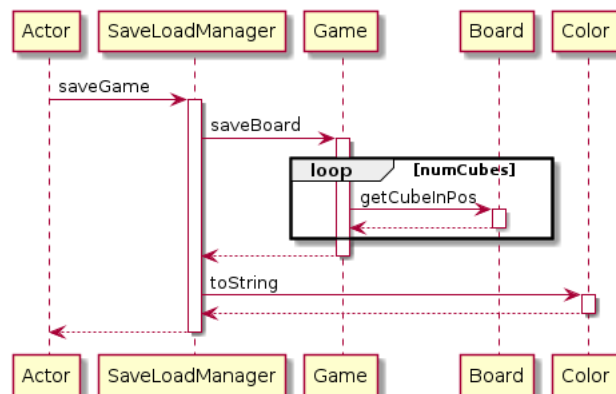 Actor SaveLoadManager Game Board Color
saveGame
saveBoard
loop [numCubes]
getCubeInPos
toString
Actor SaveLoadManager Game Board Color